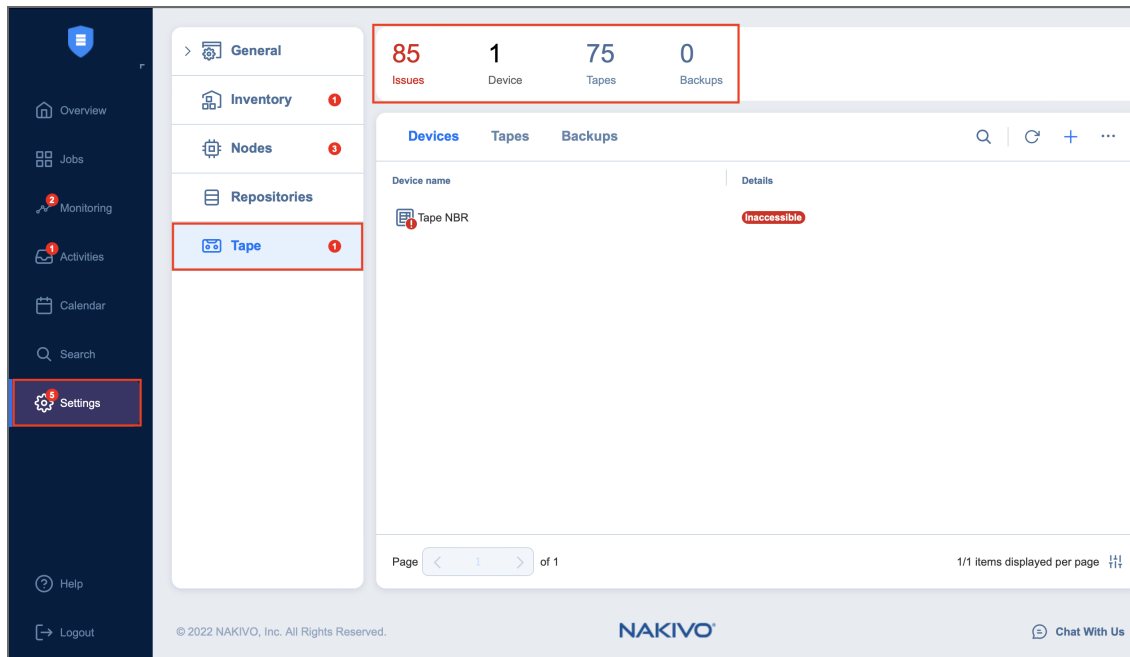 Overview
Jobs
2
Monitoring
1
Activities
Calendar
Search
5
Settings
Help
Logout
General
Inventory 1
Nodes 3
Repositories
Tape 1
85 1 75 0
Issues Device Tapes Backups
Devices Tapes Backups
Device name Details
Tape NBR Inaccessible
Page 1 of 1
1/1 items displayed per page
© 2022 NAKIVO, Inc. All Rights Reserved.
NAKIVO®
Chat With Us